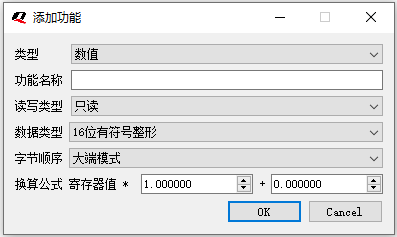 添加功能
类型 数值
功能名称
读写类型 只读
数据类型 16位有符号整形
字节顺序 大端模式
换算公式 寄存器值 * 1.000000 + 0.000000
OK Cancel